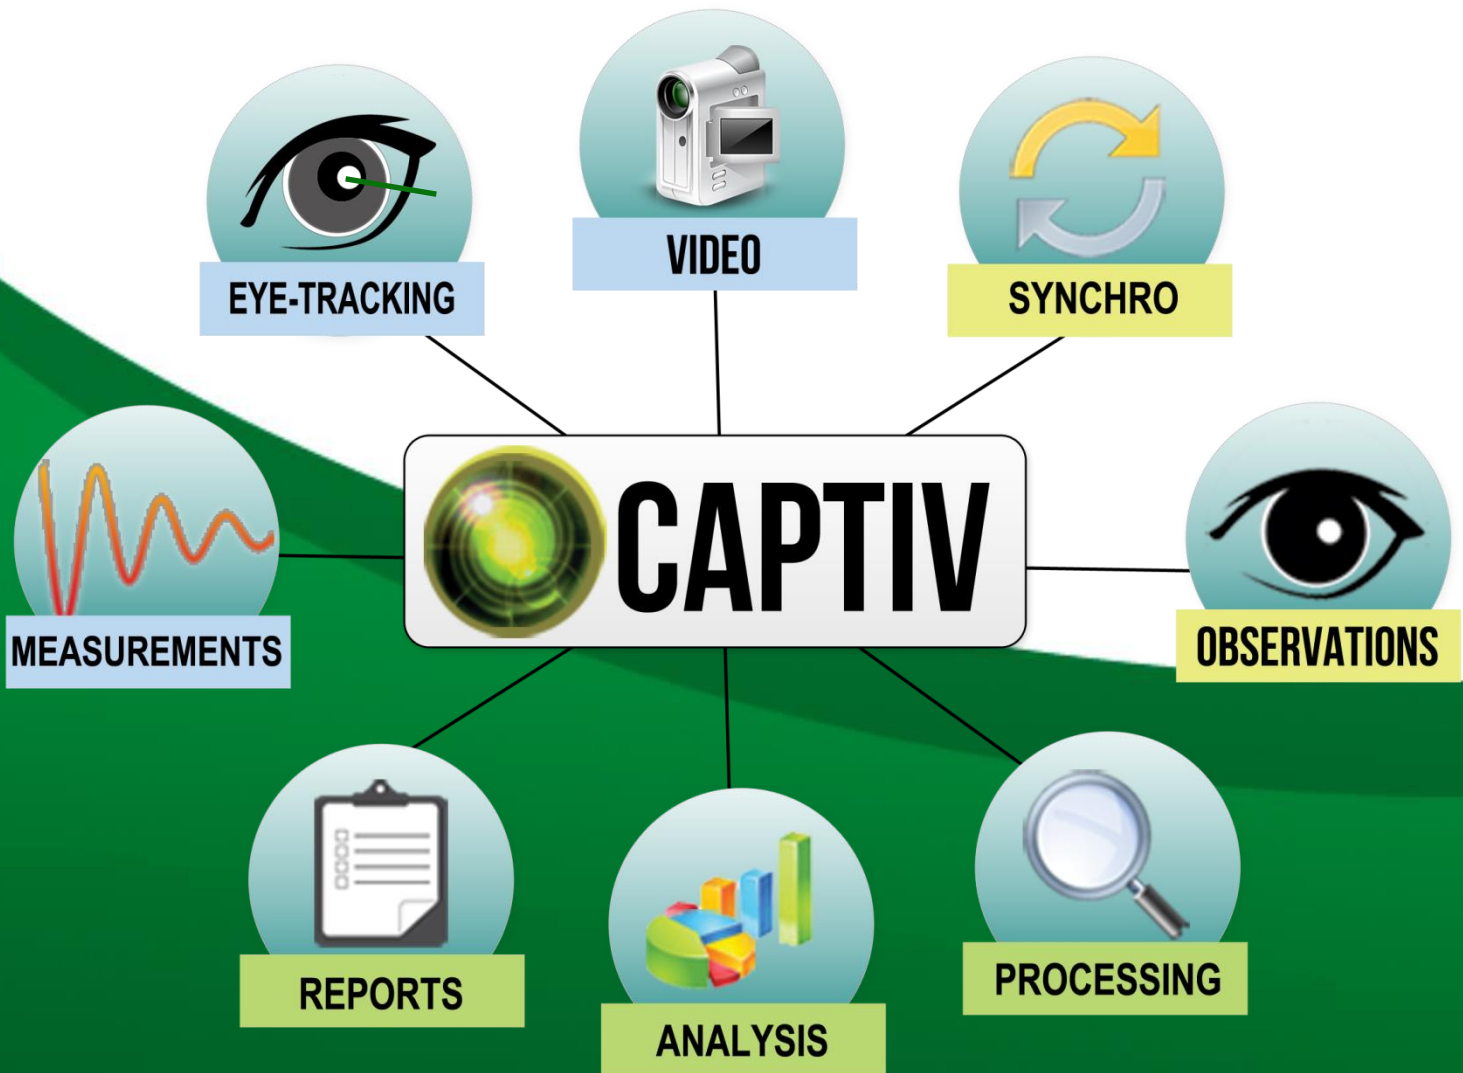 VIDEO
EYE-TRACKING
SYNCHRO
CAPTIV
MEASUREMENTS
OBSERVATIONS
REPORTS
ANALYSIS
PROCESSING